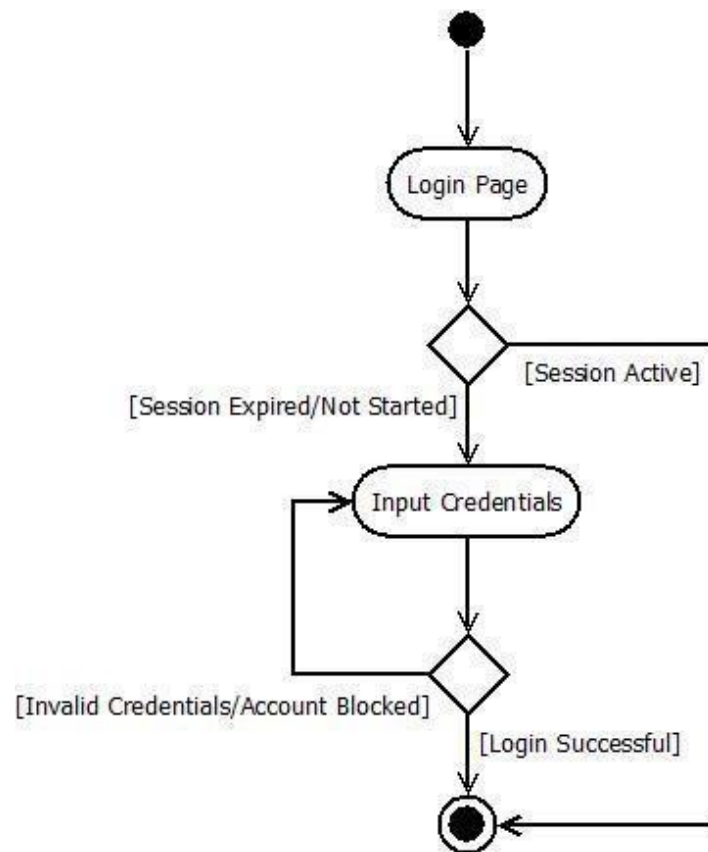 Login Page
[Session Active]
[Session Expired/Not Started]
Input Credentials
[Invalid Credentials/Account Blocked]
[Login Successful]